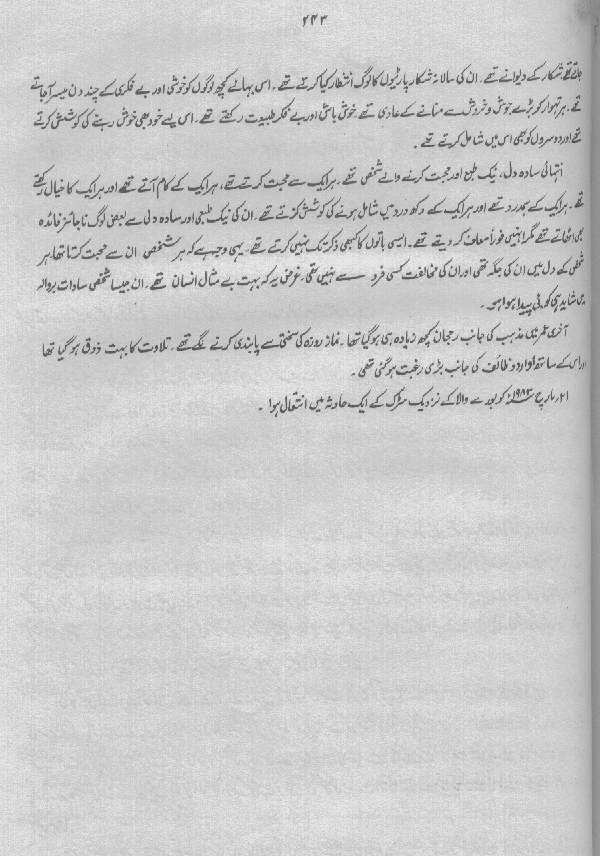 ۲۴۳
جاتے تھے شکار کے دیوانے تھے۔ ان کی سالانہ شکار پارٹیوں کا لوگ انتظار کیا کرتے تھے۔ اس بہانے کچھ لوگوں کو خوشی اور بے فکری کے چند دن میسر آجاتے
تھے۔ ہر تہوار کو بڑے جوش و خروش سے منانے کے عادی تھے۔ خوش باش اور بے فکر طبیعت رکھتے تھے۔ اس لیے خود بھی خوش رہنے کی کوشش کرتے
تھے اور دوسروں کو بھی اس میں شامل کرتے تھے۔
انتہائی سادہ دل، نیک طبع اور محبت کرنے والے شخص تھے۔ ہر ایک سے محبت کرتے تھے، ہر ایک کے کام آتے تھے اور ہر ایک کا خیال رکھتے
تھے۔ ہر ایک کے ہمدرد تھے اور ہر ایک کے دکھ درد میں شامل ہونے کی کوشش کرتے تھے۔ ان کی نیک طبعی اور سادہ دلی سے بعض لوگ ناجائز فائدہ
بھی اٹھاتے تھے مگر انہیں فوراً معاف کر دیتے تھے۔ ایسی باتوں کا کبھی ذکر تک نہیں کرتے تھے۔ یہی وجہ ہے کہ ہر شخص ان سے محبت کرتا تھا، ہر
شخص کے دل میں ان کی جگہ تھی اور ان کی مخالفت کسی فرد سے نہیں تھی۔ غرض یہ کہ بہت بے مثال انسان تھے۔ ان جیسا شخص سادات بروالہ
میں شاید ہی کوئی پیدا ہوا ہو۔
آخری عمر میں مذہب کی جانب رجحان کچھ زیادہ ہی ہو گیا تھا۔ نماز روزہ کی سختی سے پابندی کرنے لگے تھے۔ تلاوت کا بہت ذوق ہو گیا تھا
اور اس کے ساتھ اوراد و وظائف کی جانب بڑی رغبت ہو گئی تھی۔
۲۱؍ مارچ ۱۹۸۳ء کو بورے والا کے نزدیک سڑک کے ایک حادثہ میں انتقال ہوا۔